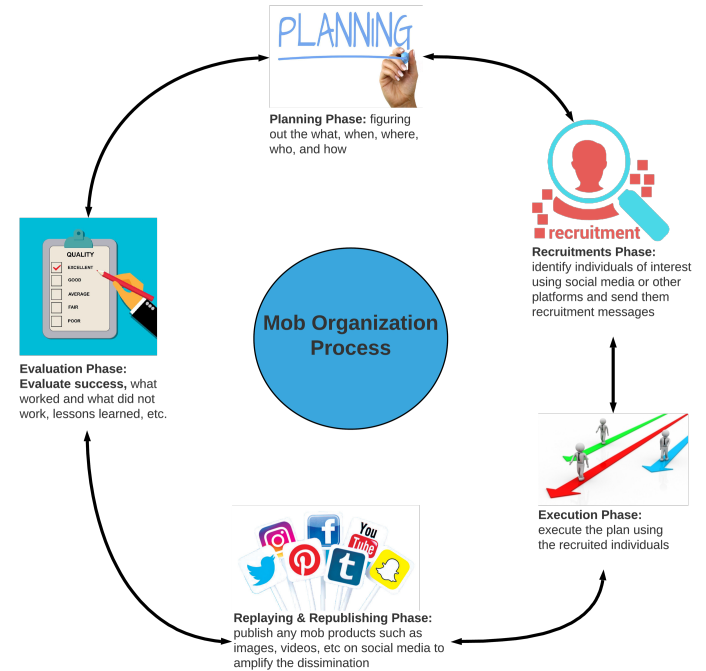 PLANNING
Planning Phase: figuring
out the what, when, where,
who, and how
recruitment
Recruitments Phase:
identify individuals of interest
using social media or other
platforms and send them
recruitment messages
Execution Phase:
execute the plan using
the recruited individuals
You
Tube
Replaying & Republishing Phase:
publish any mob products such as
images, videos, etc on social media to
amplify the dissimination
QUALITY
EXCELLENT
GOOD
AVERAGE
FAIR
POOR
Evaluation Phase:
Evaluate success, what
worked and what did not
work, lessons learned, etc.
Mob Organization
Process